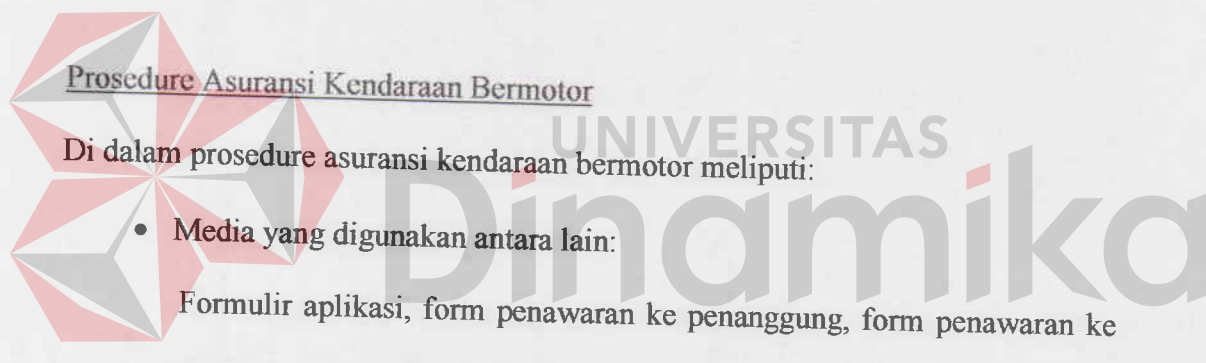 Prosedure Asuransi Kendaraan Bermotor
UNIVERSITAS
Di dalam prosedure asuransi kendaraan bermotor meliputi:
Dinamika
• Media yang digunakan antara lain:
Formulir aplikasi, form penawaran ke penanggung, form penawaran ke